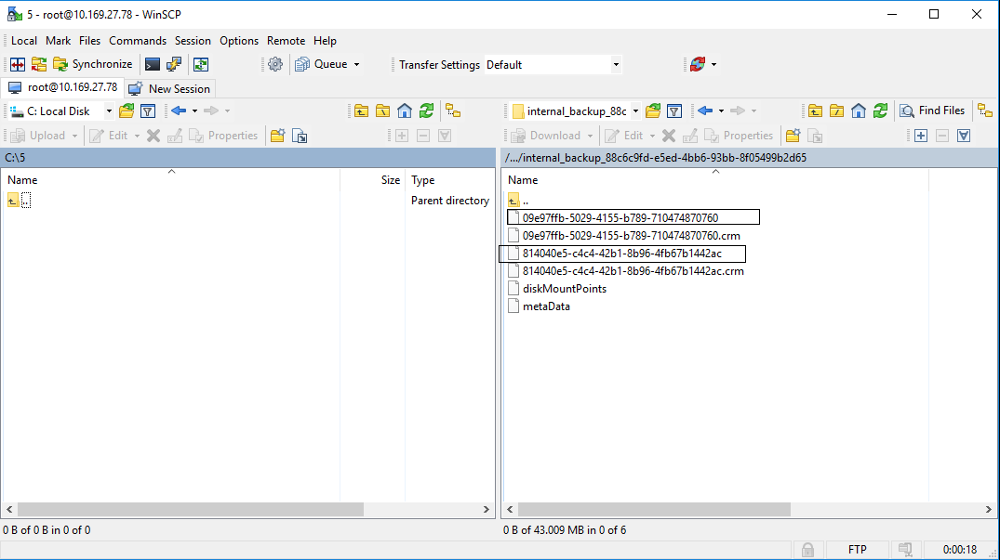 5 - root@10.169.27.78 - WinSCP
Local Mark Files Commands Session Options Remote Help
Synchronize Queue Transfer Settings Default
root@10.169.27.78 New Session
C: Local Disk internal_backup_88c Find Files
Upload Edit Properties Download Edit Properties
C:\5
Name Size Type
.. Parent directory
0 B of 0 B in 0 of 0
/.../internal_backup_88c6c9fd-e5ed-4bb6-93bb-8f05499b2d65
Name
..
09e97ffb-5029-4155-b789-710474870760
09e97ffb-5029-4155-b789-710474870760.crm
814040e5-c4c4-42b1-8b96-4fb67b1442ac
814040e5-c4c4-42b1-8b96-4fb67b1442ac.crm
diskMountPoints
metaData
0 B of 43.009 MB in 0 of 6
FTP 0:00:18